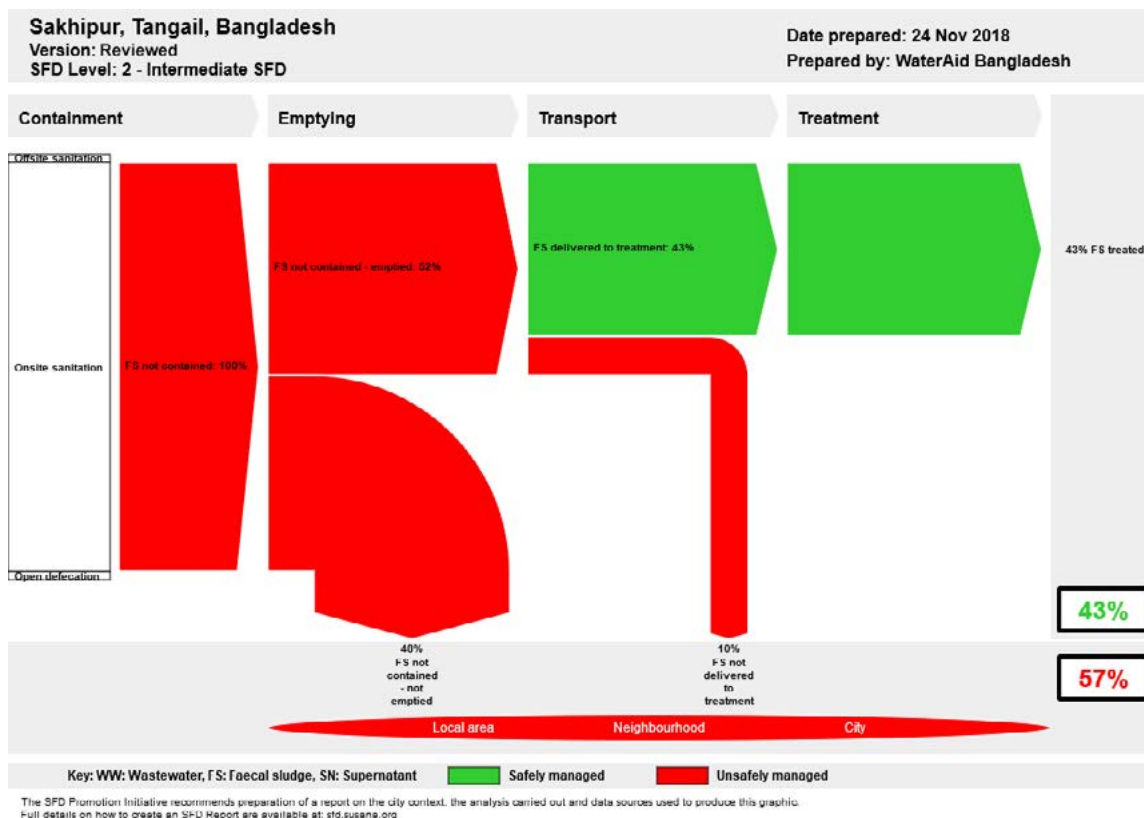 Sakhipur, Tangail, Bangladesh
Version: Reviewed
SFD Level: 2 - Intermediate SFD
Date prepared: 24 Nov 2018
Prepared by: WaterAid Bangladesh
Containment
Emptying
Transport
Treatment
Offsite sanitation
FS not contained - emptied: 52%
FS delivered to treatment: 43%
43% FS treated
Onsite sanitation
FS not contained: 100%
Open defecation
43%
57%
40%
FS not
contained
- not
emptied
10%
FS not
delivered
to
treatment
Local area
Neighbourhood
City
Key: WW: Wastewater, FS: Faecal sludge, SN: Supernatant
Safely managed
Unsafely managed
The SFD Promotion Initiative recommends preparation of a report on the city context, the analysis carried out and data sources used to produce this graphic.
Full details on how to create an SFD Report are available at: sfd.susana.org